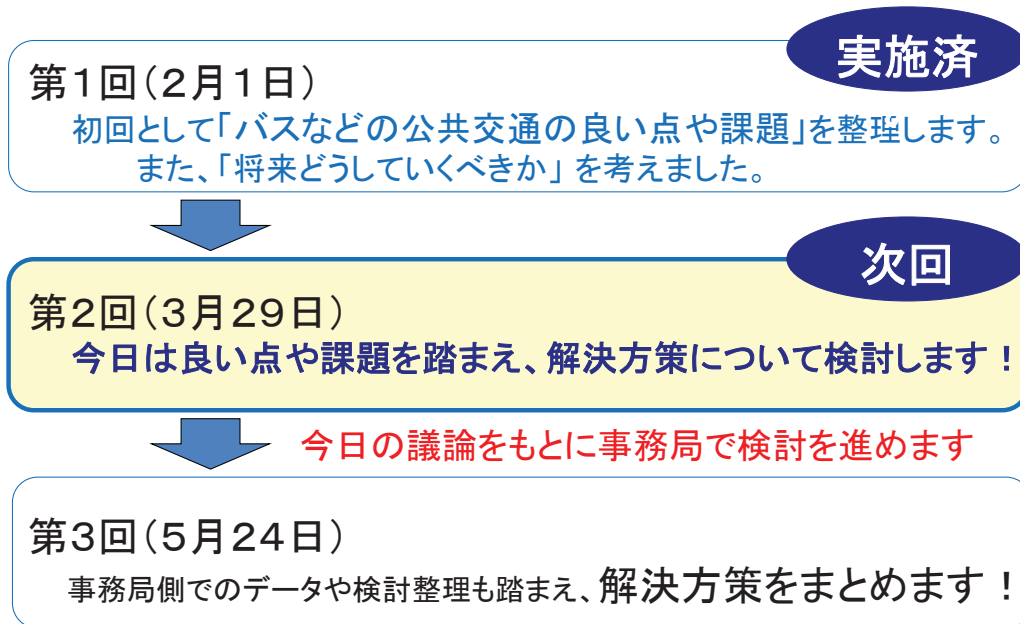 実施済
第1回(2月1日)
初回として「バスなどの公共交通の良い点や課題」を整理します。
また、「将来どうしていくべきか」を考えました。
次回
第2回(3月29日)
今日は良い点や課題を踏まえ、解決方策について検討します!
今日の議論をもとに事務局で検討を進めます
第3回(5月24日)
事務局側でのデータや検討整理も踏まえ、解決方策をまとめます!